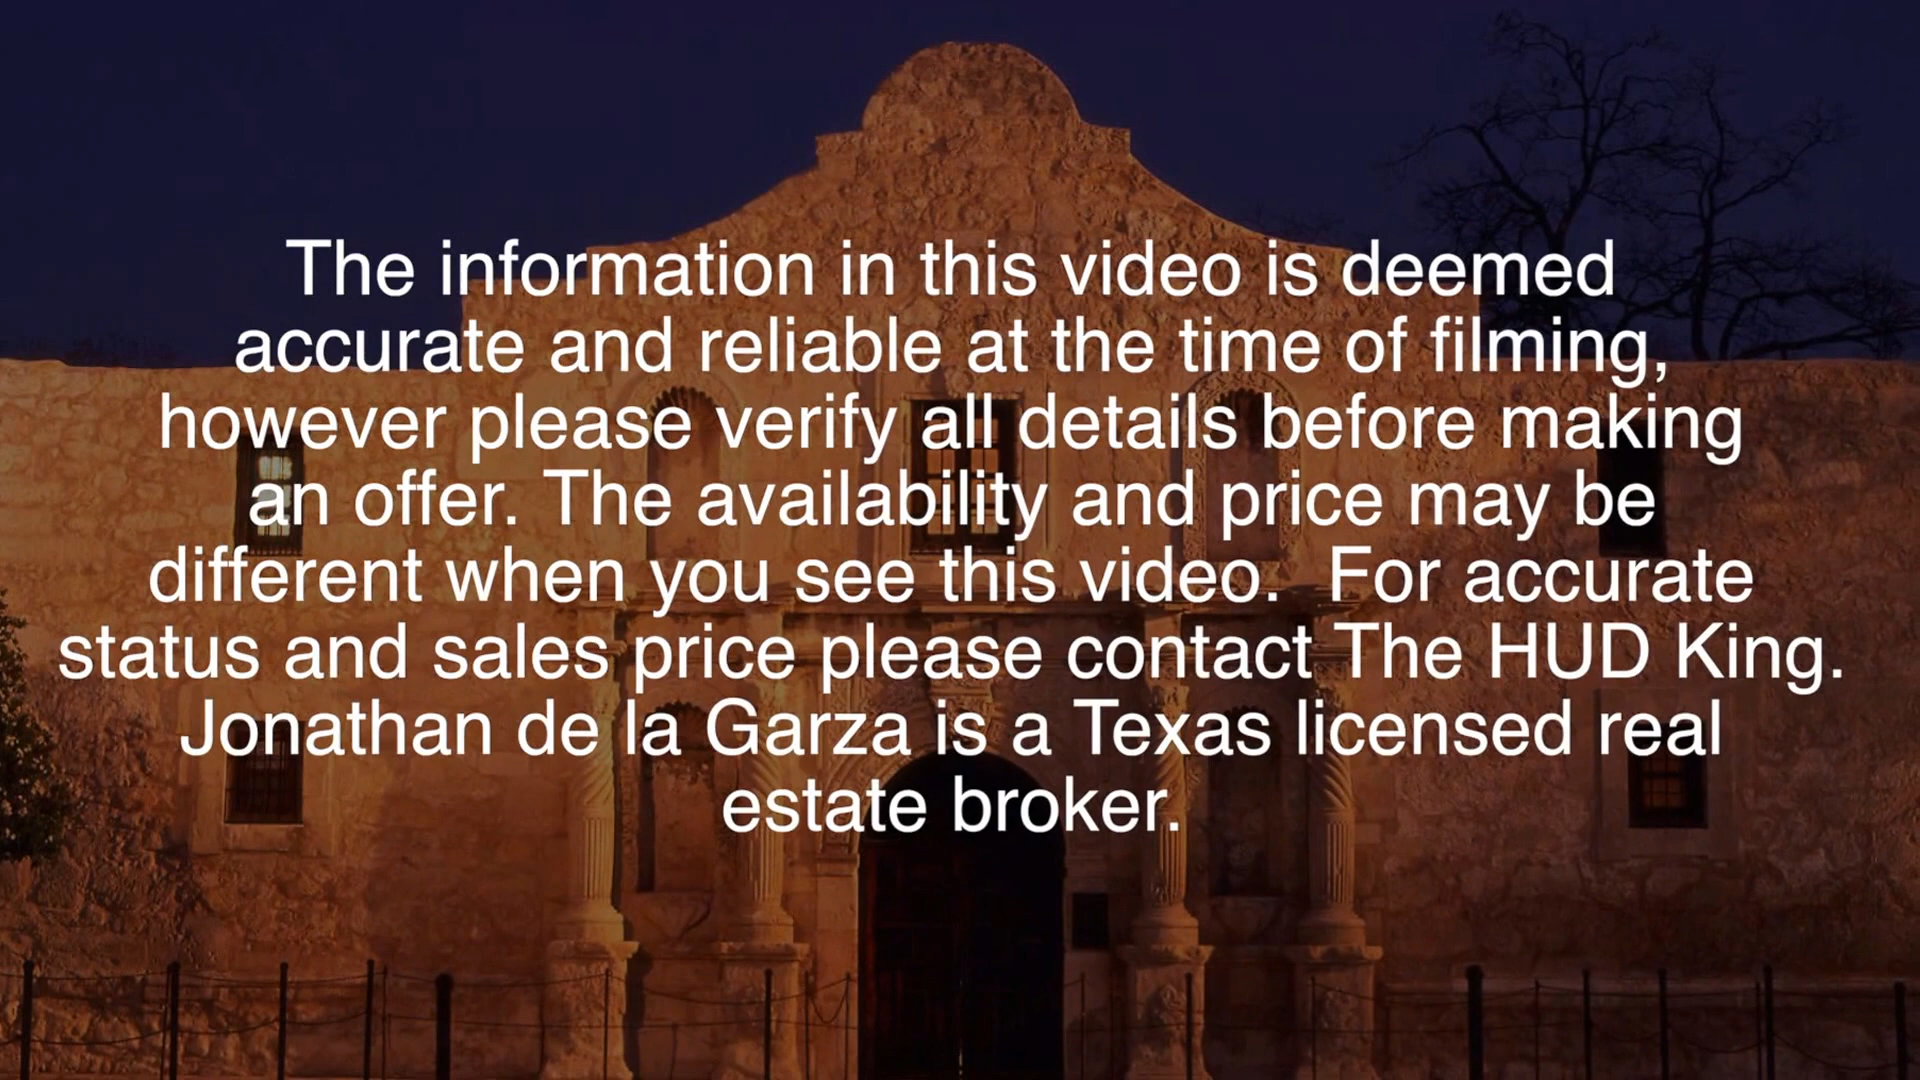 The information in this video is deemed
accurate and reliable at the time of filming,
however please verify all details before making
an offer. The availability and price may be
different when you see this video.  For accurate
status and sales price please contact The HUD King.
Jonathan de la Garza is a Texas licensed real
estate broker.